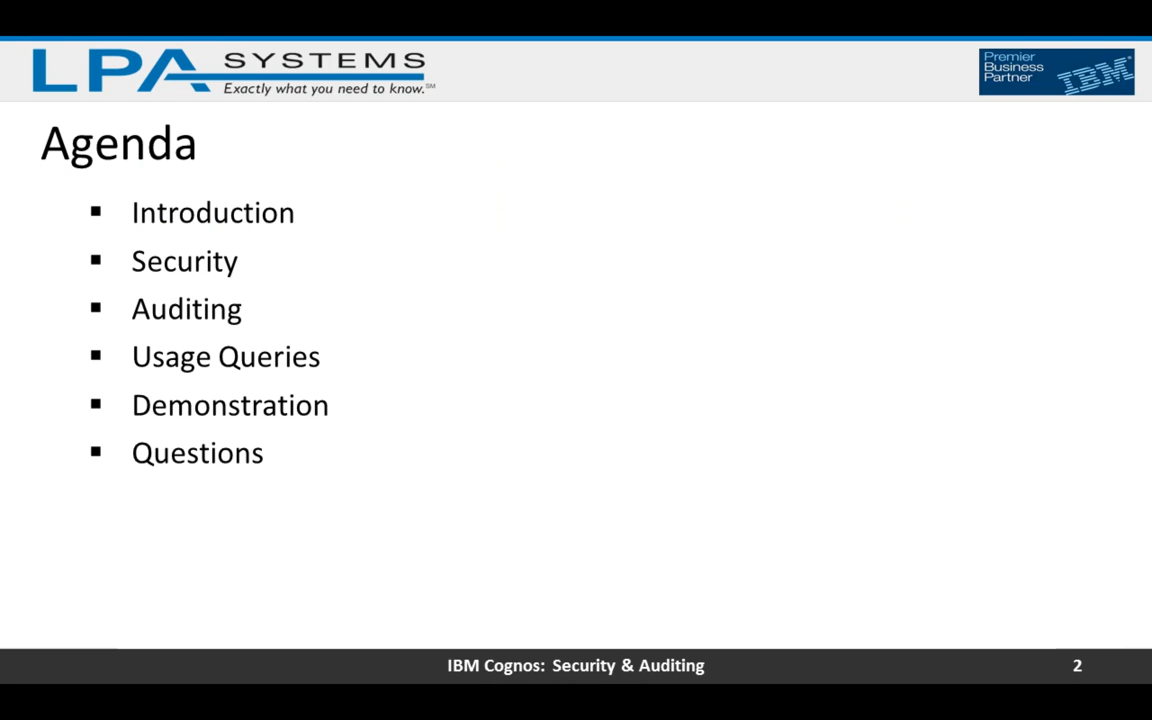 LPA SYSTEMS
Exactly what you need to know.℠
Premier
Business
Partner
IBM®
Agenda
▪ Introduction
▪ Security
▪ Auditing
▪ Usage Queries
▪ Demonstration
▪ Questions
IBM Cognos: Security & Auditing
2